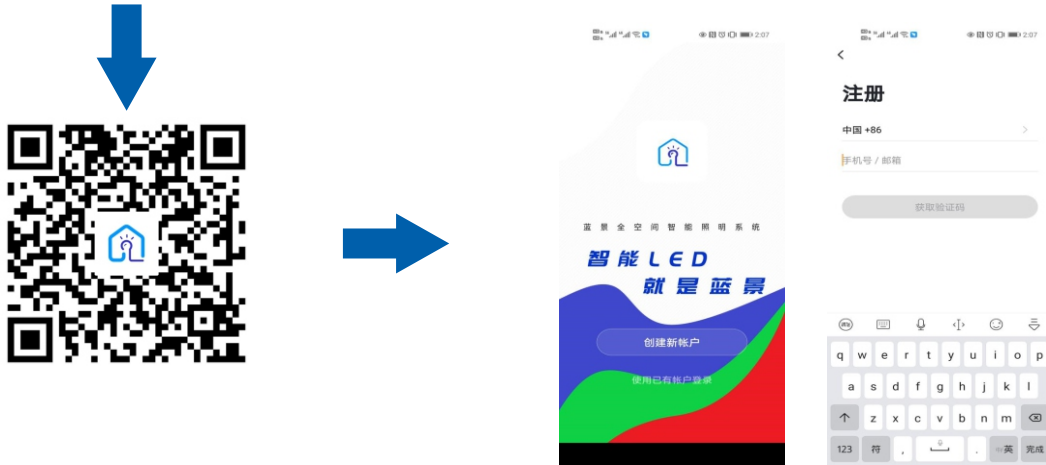 2:07
蓝景全空间智能照明系统
智能LED
就是蓝景
创建新帐户
使用已有帐户登录
2:07
注册
中国 +86
手机号 / 邮箱
获取验证码
q w e r t y u i o p
a s d f g h j k l
z x c v b n m
123 符 , . 英 完成